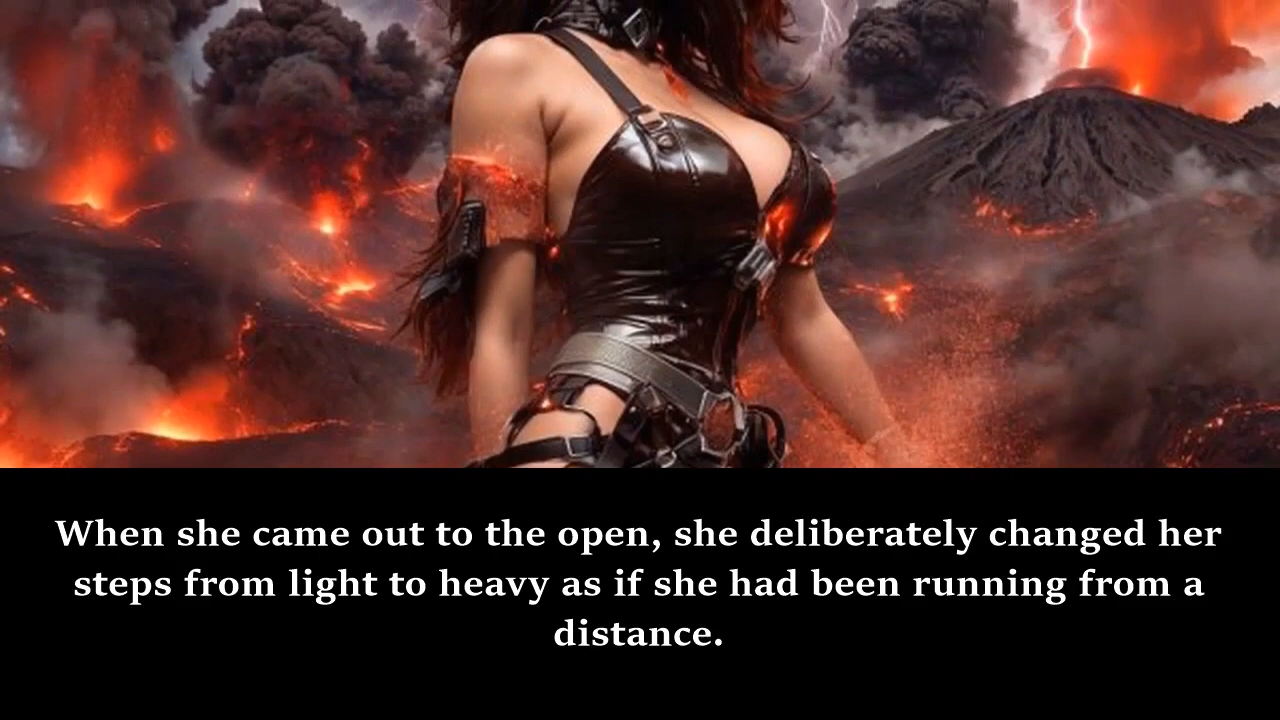 When she came out to the open, she deliberately changed her
steps from light to heavy as if she had been running from a
distance.